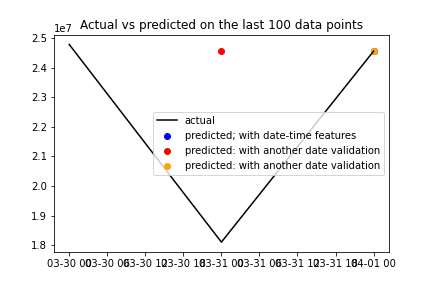 Actual vs predicted on the last 100 data points
1e7
2.5
2.4
2.3
2.2
2.1
2.0
1.9
1.8
actual
predicted; with date-time features
predicted: with another date validation
predicted: with another date validation
03-30 00 03-30 06 03-30 12 03-30 18 03-31 00 03-31 06 03-31 12 03-31 18 04-01 00